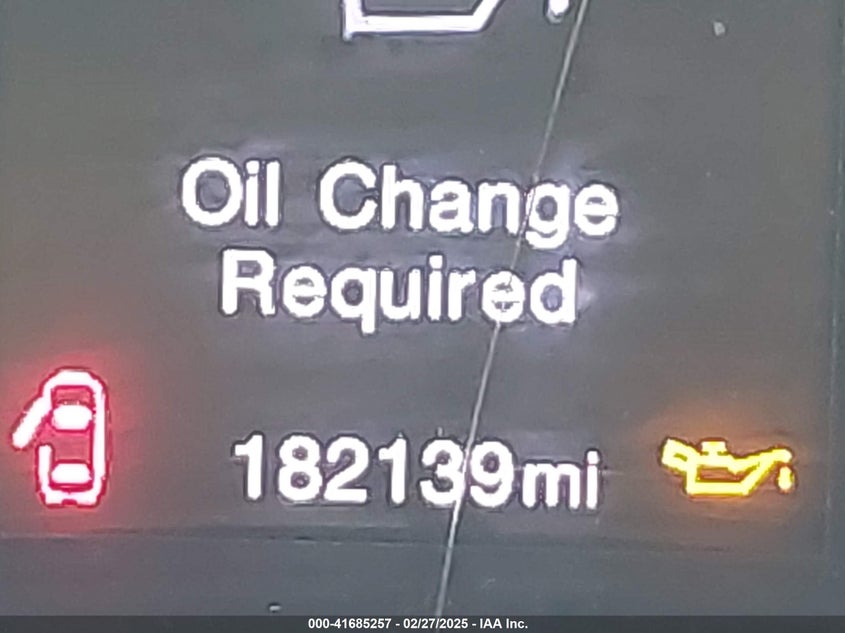 Oil Change
Required
182139mi
000-41685257 - 02/27/2025 - IAA Inc.